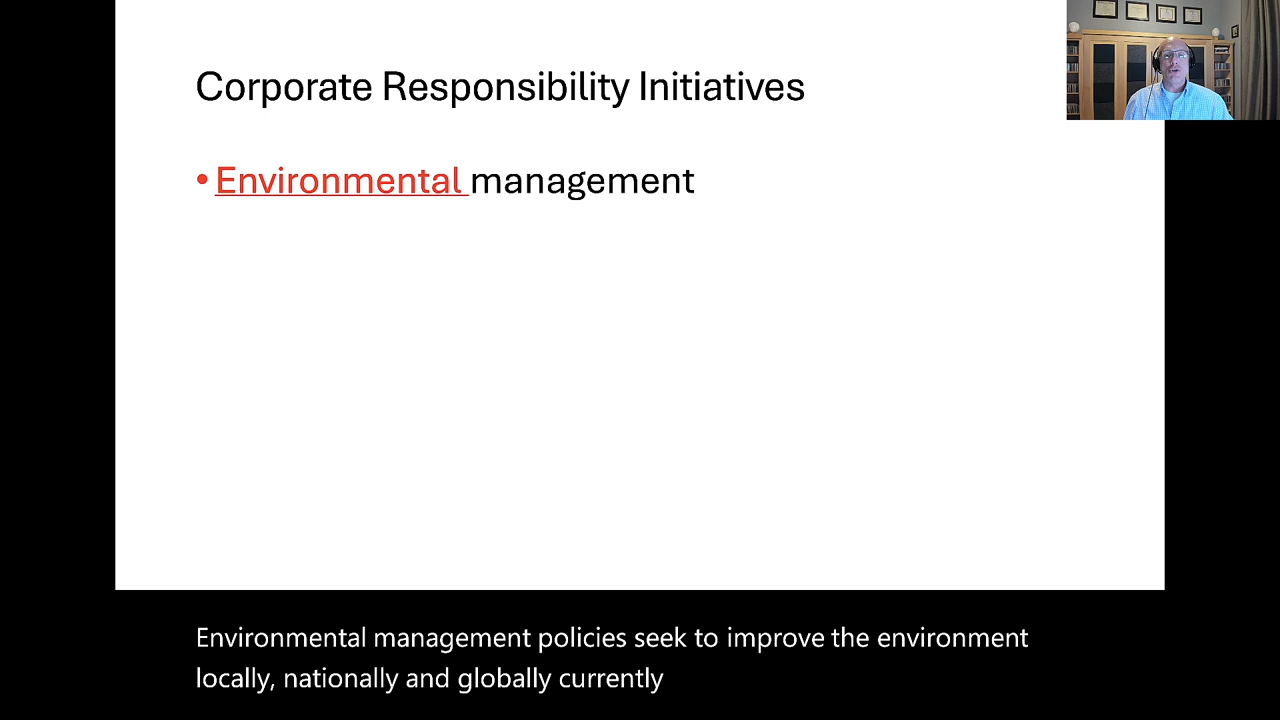 Corporate Responsibility Initiatives
• Environmental management
Environmental management policies seek to improve the environment
locally, nationally and globally currently